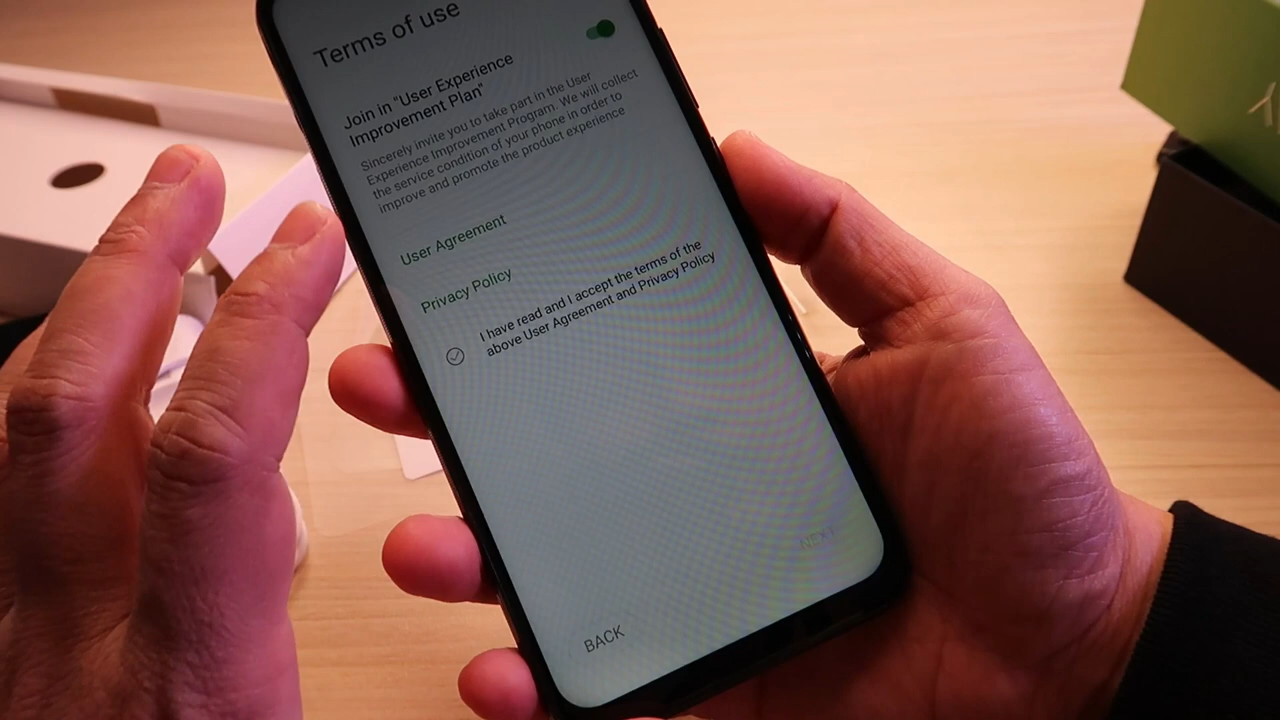 Terms of use
Join in "User Experience
Improvement Plan"
Sincerely invite you to take part in the User
Experience Improvement Program. We will collect
the service condition of your phone in order to
improve and promote the product experience
User Agreement
Privacy Policy
I have read and I accept the terms of the
above User Agreement and Privacy Policy
NEXT
BACK